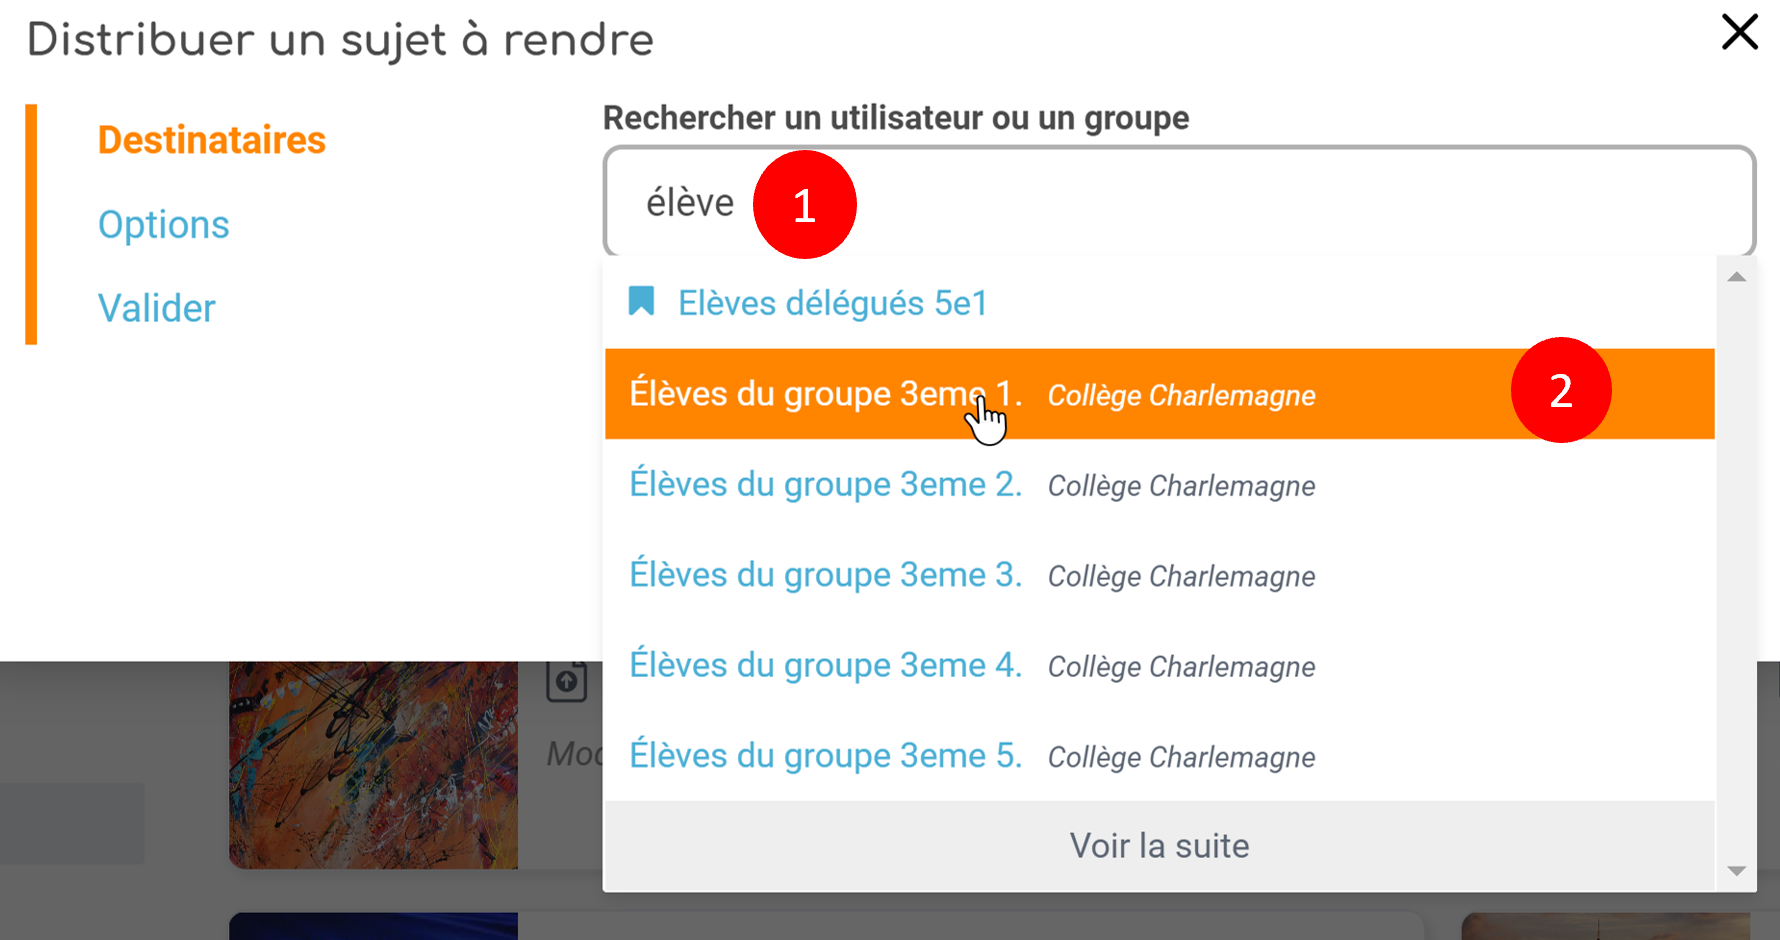 Distribuer un sujet à rendre
Destinataires
Options
Valider
Rechercher un utilisateur ou un groupe
élève 1
Elèves délégués 5e1
Élèves du groupe 3eme 1. Collège Charlemagne 2
Élèves du groupe 3eme 2. Collège Charlemagne
Élèves du groupe 3eme 3. Collège Charlemagne
Élèves du groupe 3eme 4. Collège Charlemagne
Élèves du groupe 3eme 5. Collège Charlemagne
Voir la suite